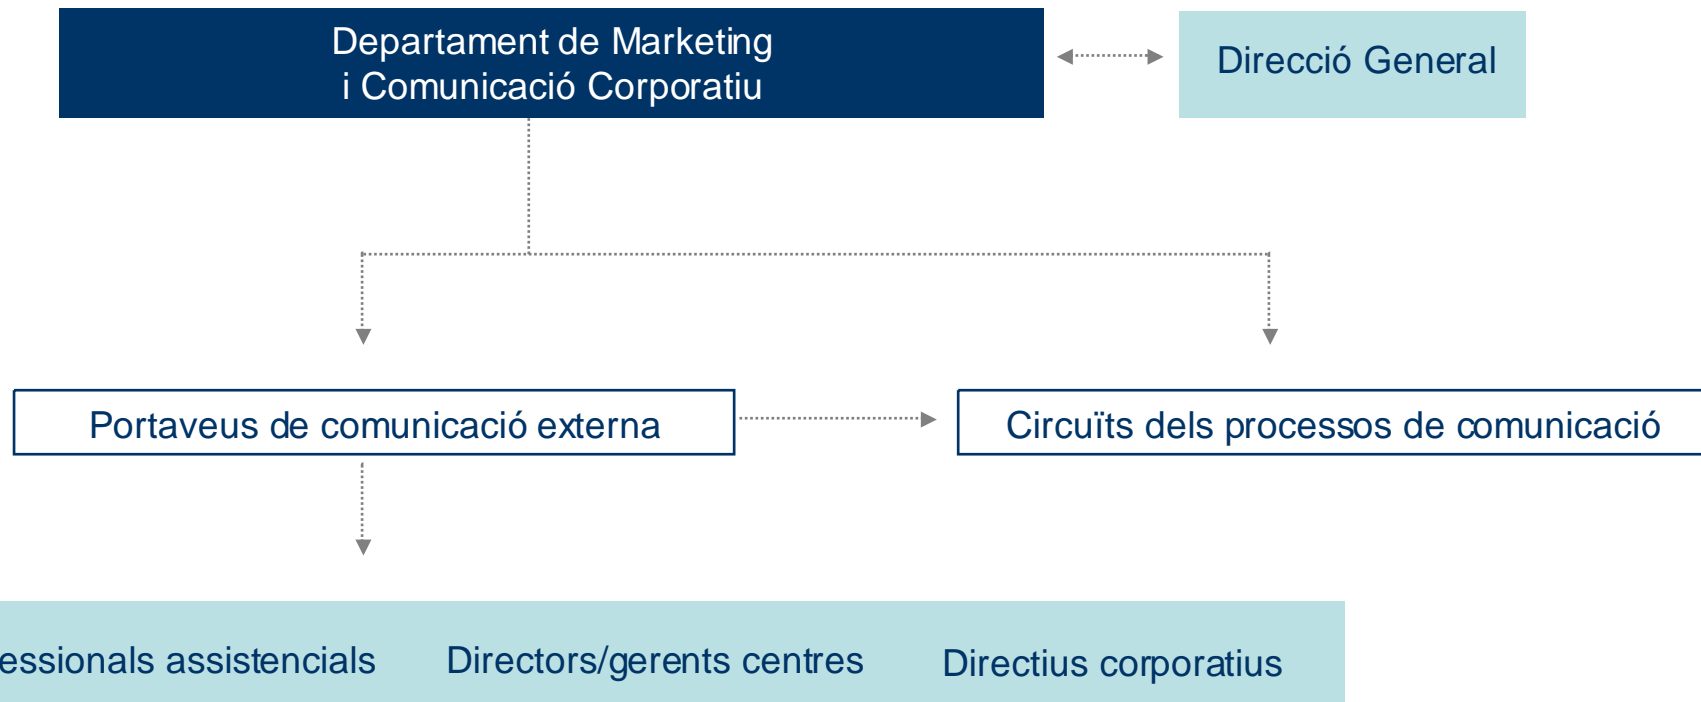 Departament de Marketing
i Comunicació Corporatiu
Direcció General
Portaveus de comunicació externa
Circuïts dels processos de comunicació
essionals assistencials
Directors/gerents centres
Directius corporatius